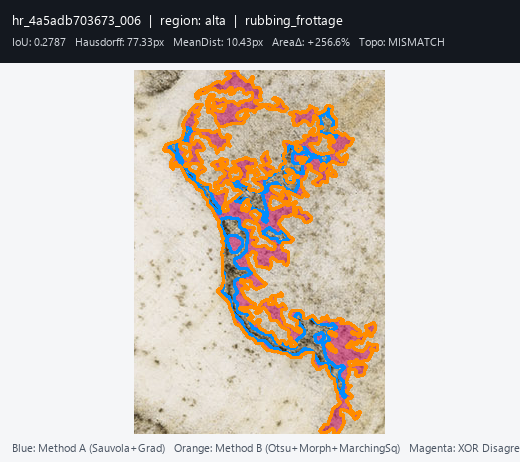 hr_4a5adb703673_006 | region: alta | rubbing_frottage
IoU: 0.2787 Hausdorff: 77.33px MeanDist: 10.43px AreaΔ: +256.6% Topo: MISMATCH
Blue: Method A (Sauvola+Grad) Orange: Method B (Otsu+Morph+MarchingSq) Magenta: XOR Disagre